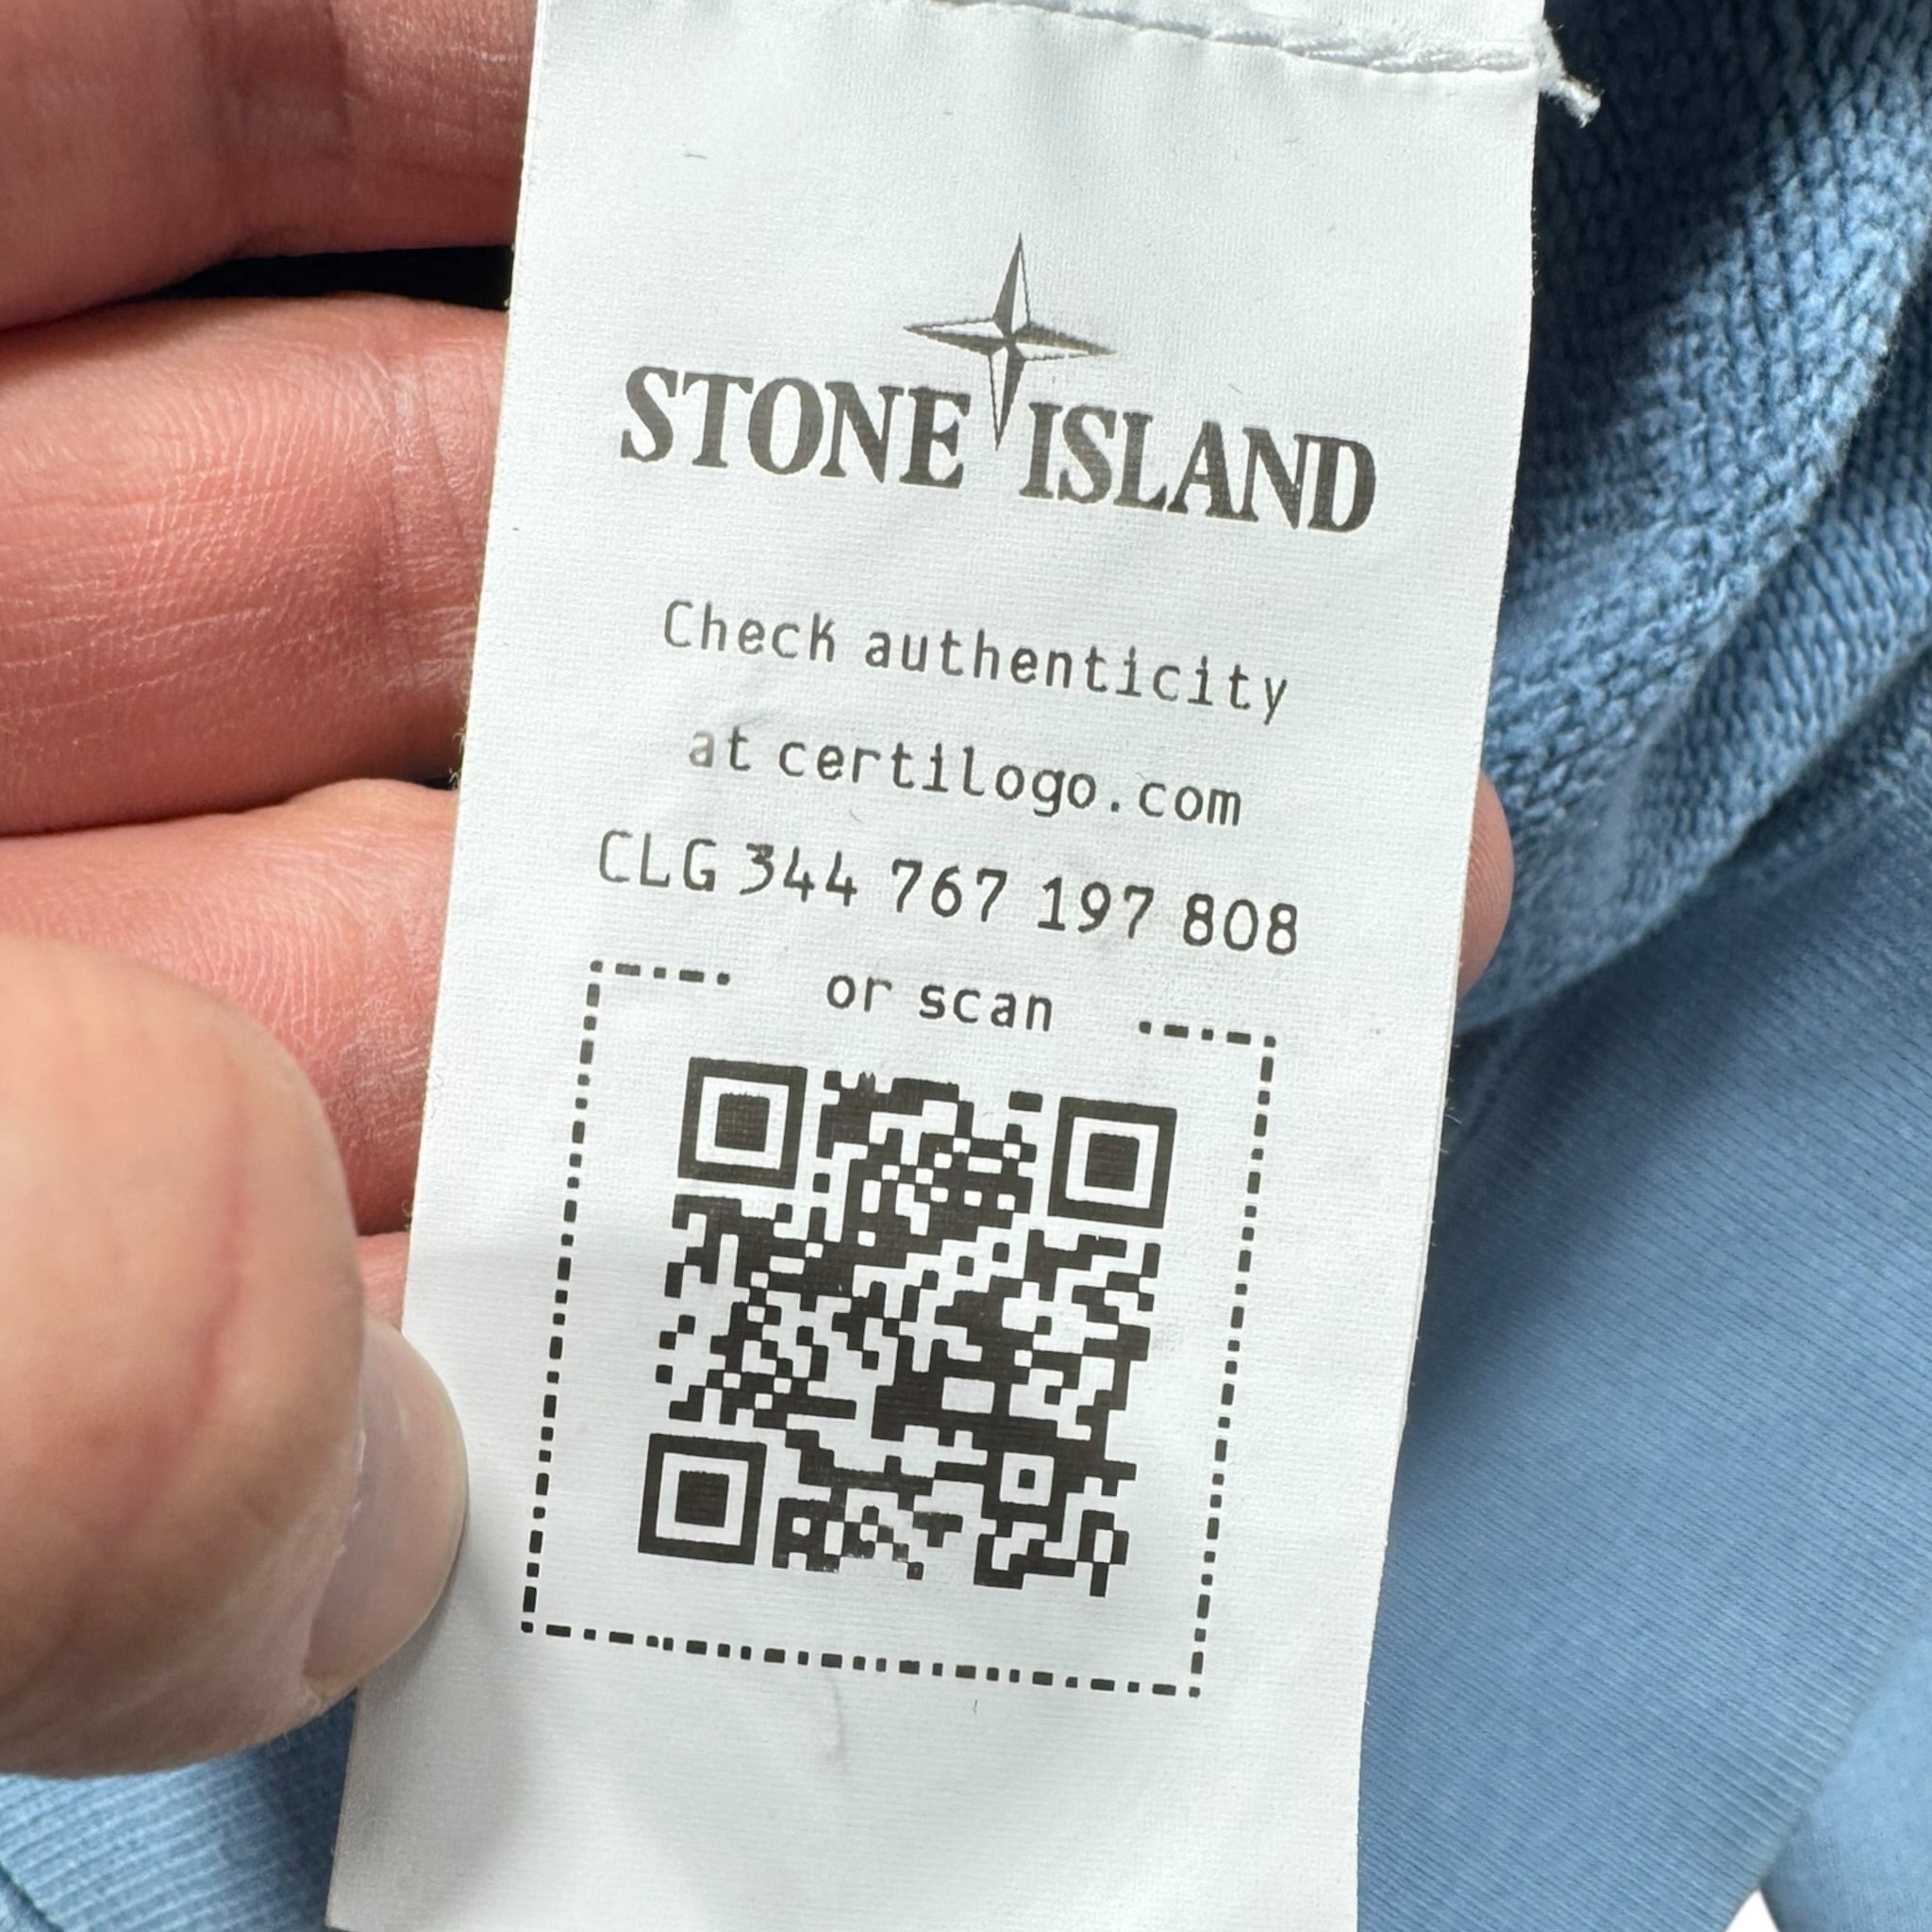 STONE ISLAND
Check authenticity
at certilogo.com
CLG 344 767 197 808
or scan